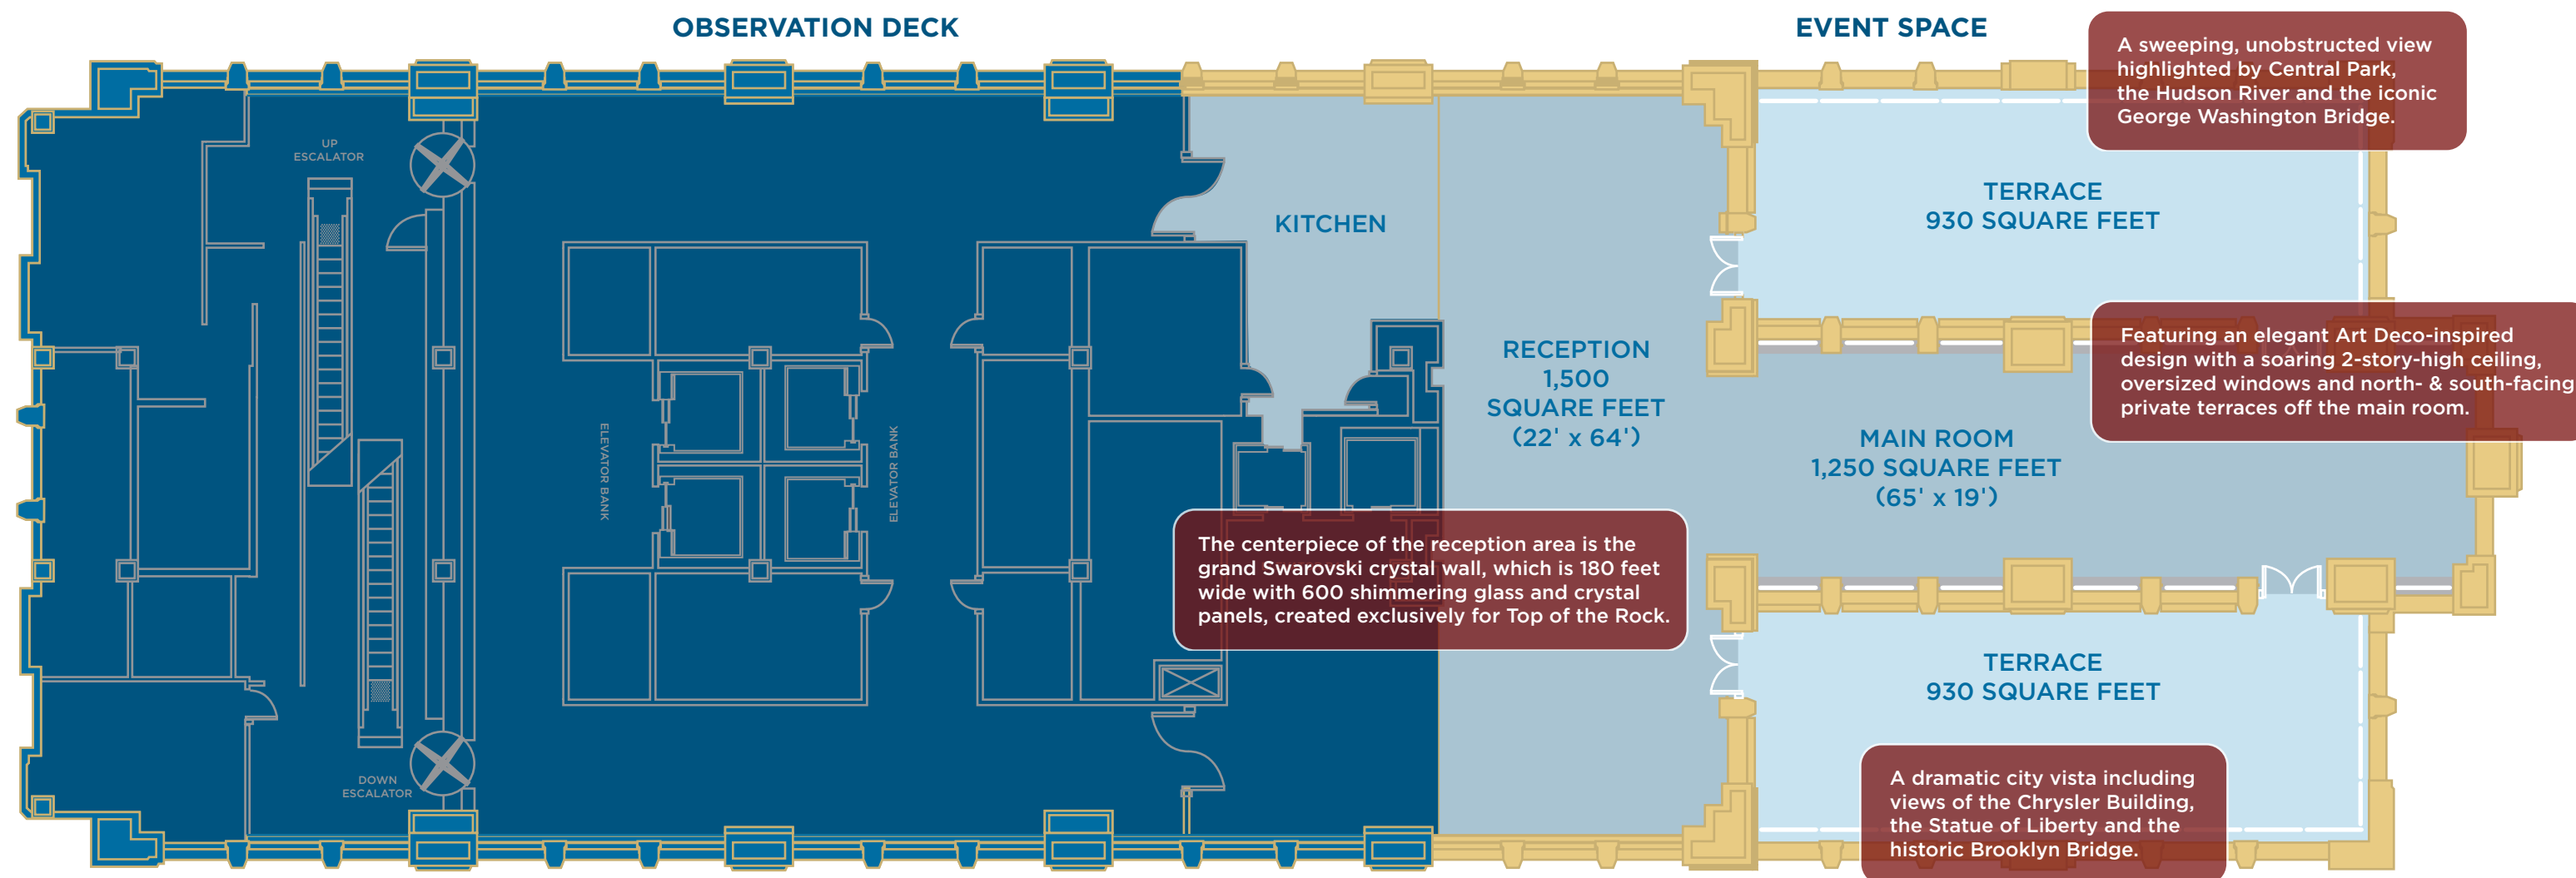 OBSERVATION DECK
EVENT SPACE
A sweeping, unobstructed view
highlighted by Central Park,
the Hudson River and the iconic
George Washington Bridge.
UP
ESCALATOR
KITCHEN
TERRACE
930 SQUARE FEET
RECEPTION
1,500
SQUARE FEET
(22' x 64')
Featuring an elegant Art Deco-inspired
design with a soaring 2-story-high ceiling,
oversized windows and north- & south-facing
private terraces off the main room.
MAIN ROOM
1,250 SQUARE FEET
(65' x 19')
ELEVATOR BANK
ELEVATOR BANK
The centerpiece of the reception area is the
grand Swarovski crystal wall, which is 180 feet
wide with 600 shimmering glass and crystal
panels, created exclusively for Top of the Rock.
TERRACE
930 SQUARE FEET
DOWN
ESCALATOR
A dramatic city vista including
views of the Chrysler Building,
the Statue of Liberty and the
historic Brooklyn Bridge.